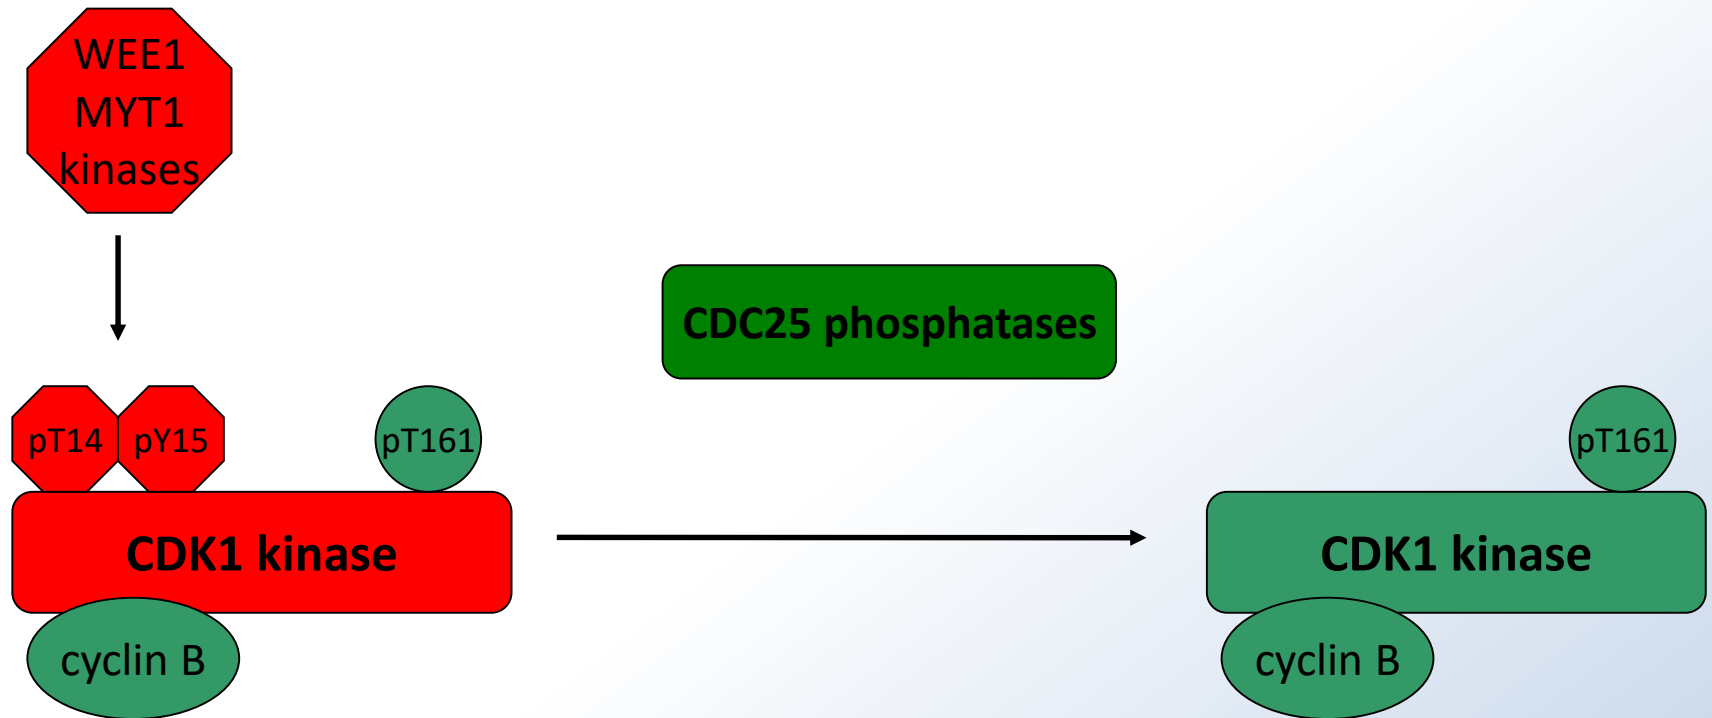 WEE1
MYT1
kinases
CDC25 phosphatases
pT14
pY15
pT161
pT161
CDK1 kinase
CDK1 kinase
cyclin B
cyclin B